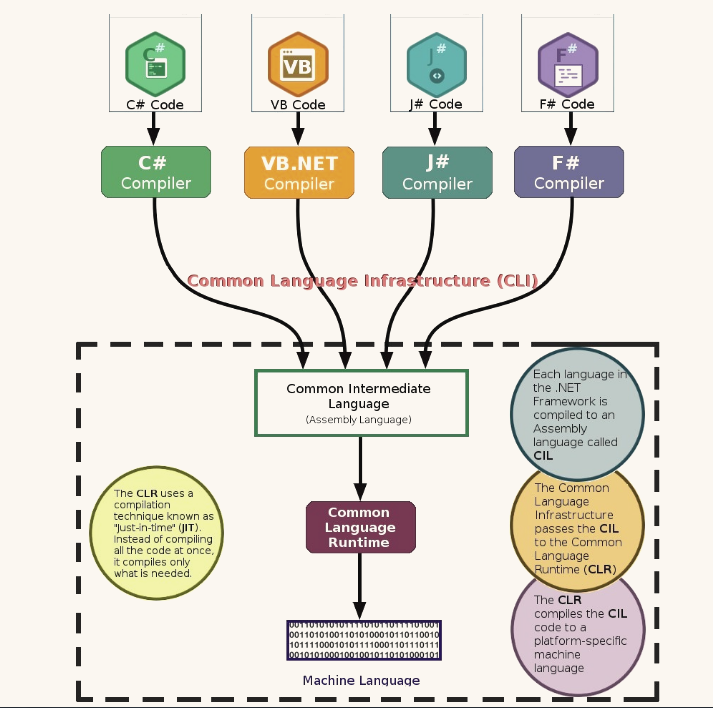 C#
VB
J#
F#
C# Code
VB Code
J# Code
F# Code
C#
Compiler
VB.NET
Compiler
J#
Compiler
F#
Compiler
Common Language Infrastructure (CLI)
Common Intermediate
Language
(Assembly Language)
Each language in
the .NET
Framework is
compiled to an
Assembly
language called
CIL
The CLR uses a
compilation
technique known as
"Just-in-time" (JIT).
Instead of compiling
all the code at once,
it compiles only
what is needed.
Common
Language
Runtime
The Common
Language
Infrastructure
passes the CIL
to the Common
Language
Runtime (CLR)
The CLR
compiles the CIL
code to a
platform-specific
machine
language
Machine Language